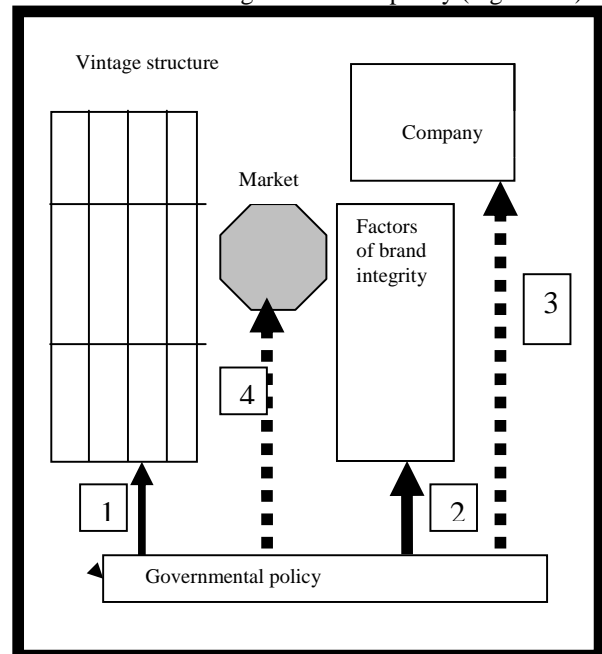 Vintage structure
Company
Market
Factors
of brand
integrity
3
4
1
2
Governmental policy